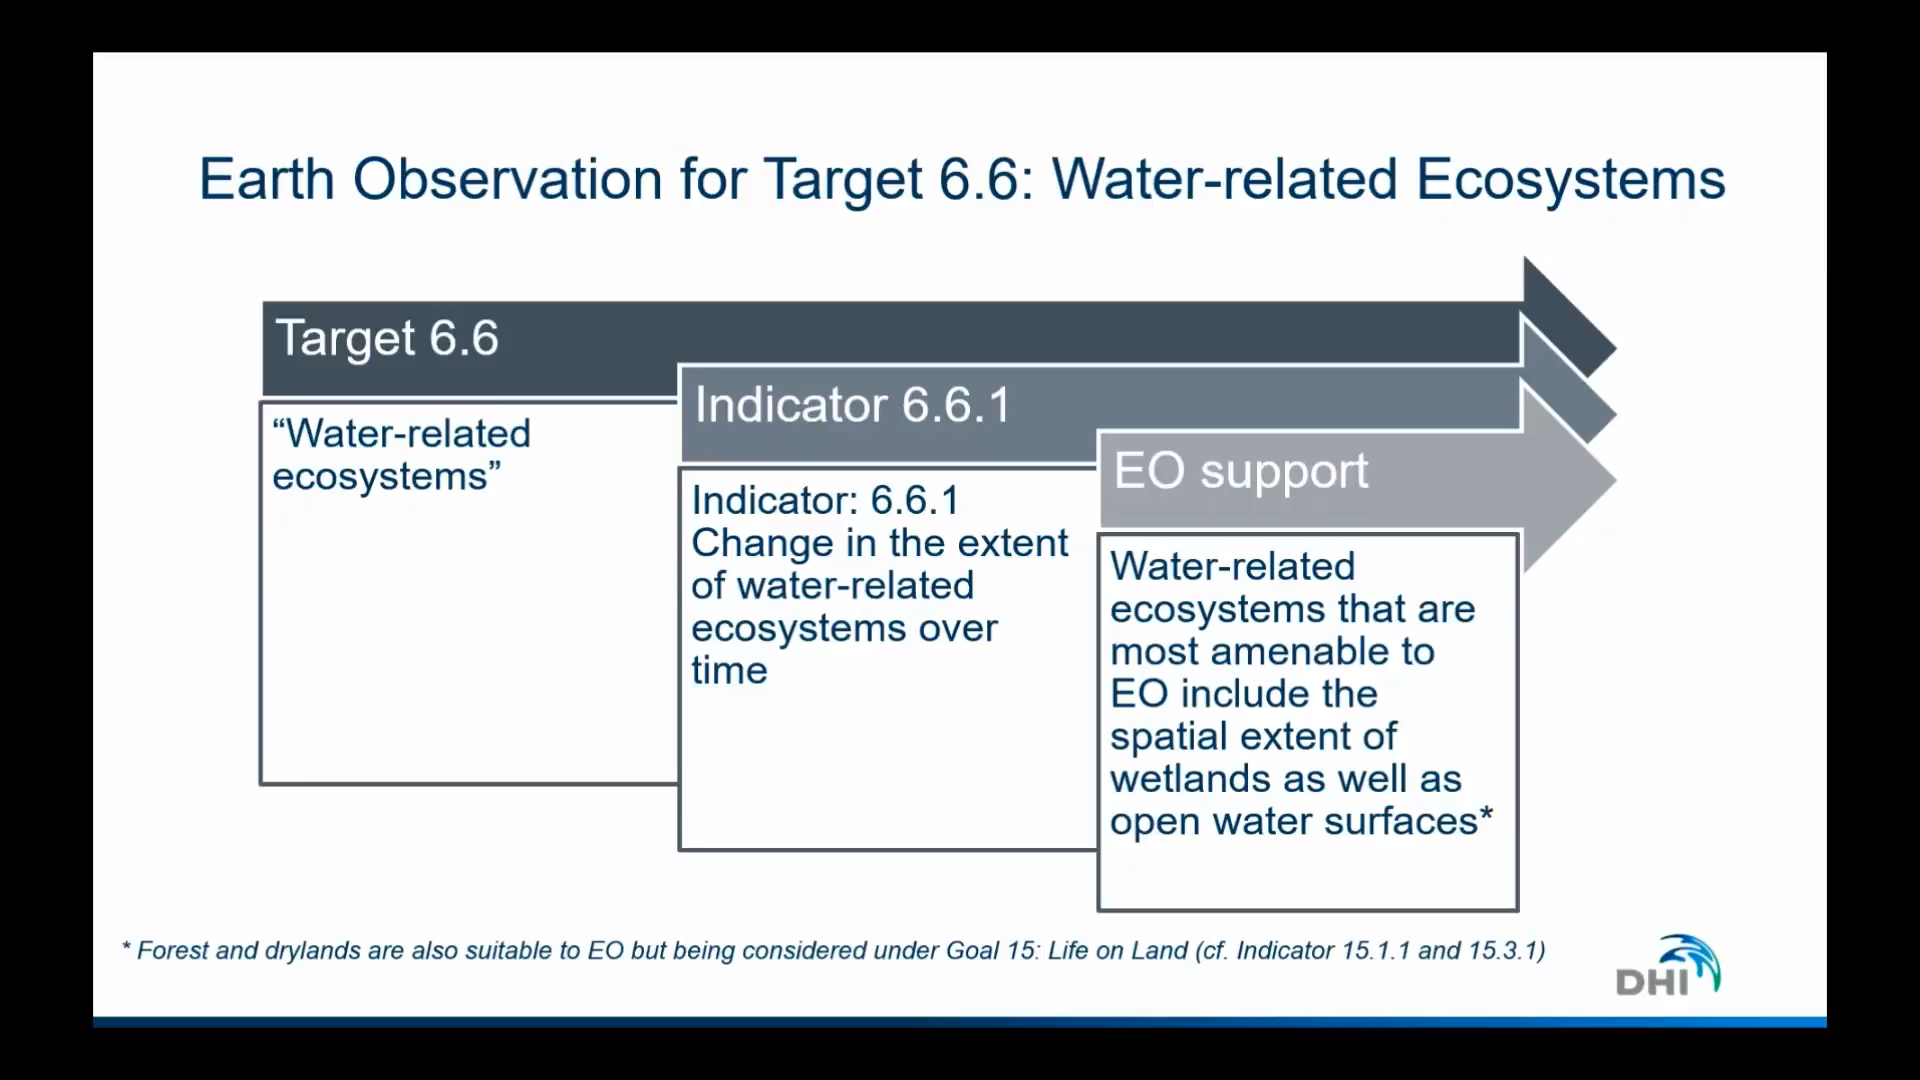 Earth Observation for Target 6.6: Water-related Ecosystems
Target 6.6
“Water-related
ecosystems”
Indicator 6.6.1
Indicator: 6.6.1
Change in the extent
of water-related
ecosystems over
time
EO support
Water-related
ecosystems that are
most amenable to
EO include the
spatial extent of
wetlands as well as
open water surfaces*
* Forest and drylands are also suitable to EO but being considered under Goal 15: Life on Land (cf. Indicator 15.1.1 and 15.3.1)
DHI